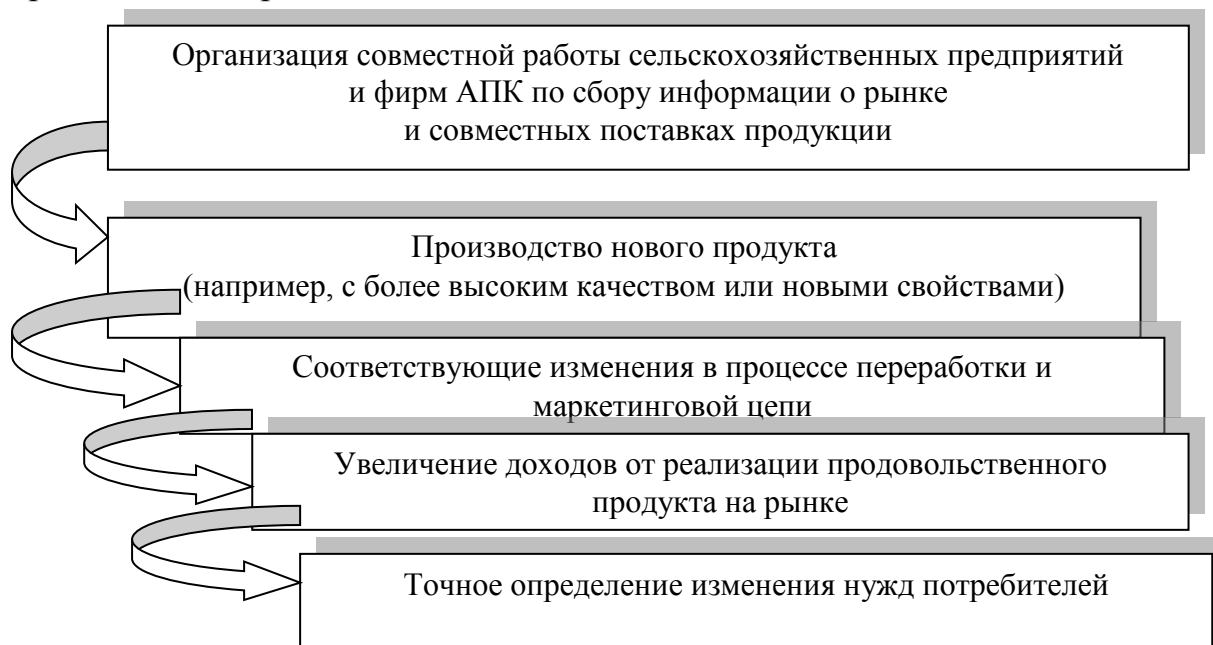 Организация совместной работы сельскохозяйственных предприятий
и фирм АПК по сбору информации о рынке
и совместных поставках продукции
Производство нового продукта
(например, с более высоким качеством или новыми свойствами)
Соответствующие изменения в процессе переработки и
маркетинговой цепи
Увеличение доходов от реализации продовольственного
продукта на рынке
Точное определение изменения нужд потребителей